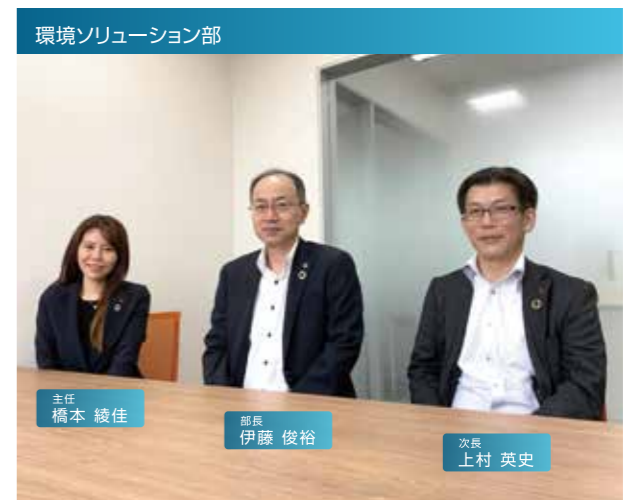 環境ソリューション部
主任
橋本 綾佳
部長
伊藤 俊裕
次長
上村 英史